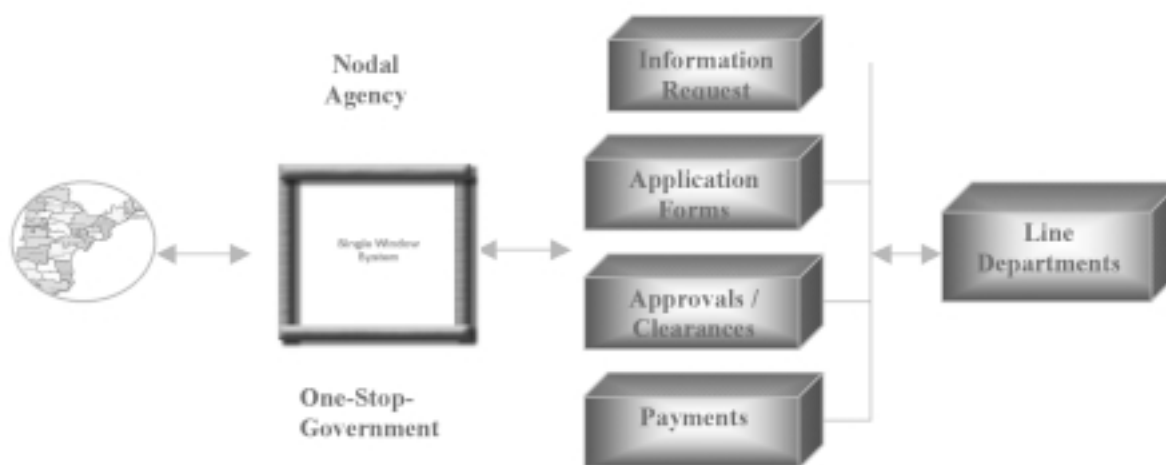 Nodal
Agency
Single Window
System
One-Stop-
Government
Information
Request
Application
Forms
Approvals /
Clearances
Payments
Line
Departments